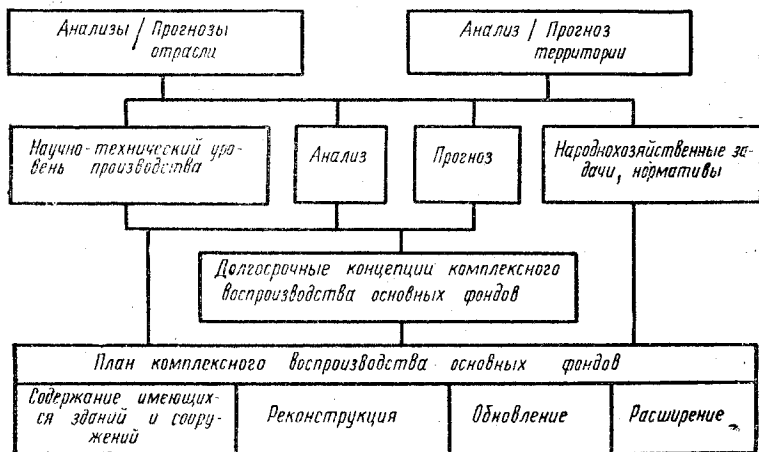 Анализы / Прогнозы
отрасли
Анализ / Прогноз
территории
Научно-технический уро-
вень производства
Анализ
Прогноз
Народнохозяйственные за-
дачи, нормативы
Долгосрочные концепции комплексного
воспроизводства основных фондов
План комплексного воспроизводства основных фондов
Содержание имеющих-
ся зданий и соору-
жений
Реконструкция
Обновление
Расширение